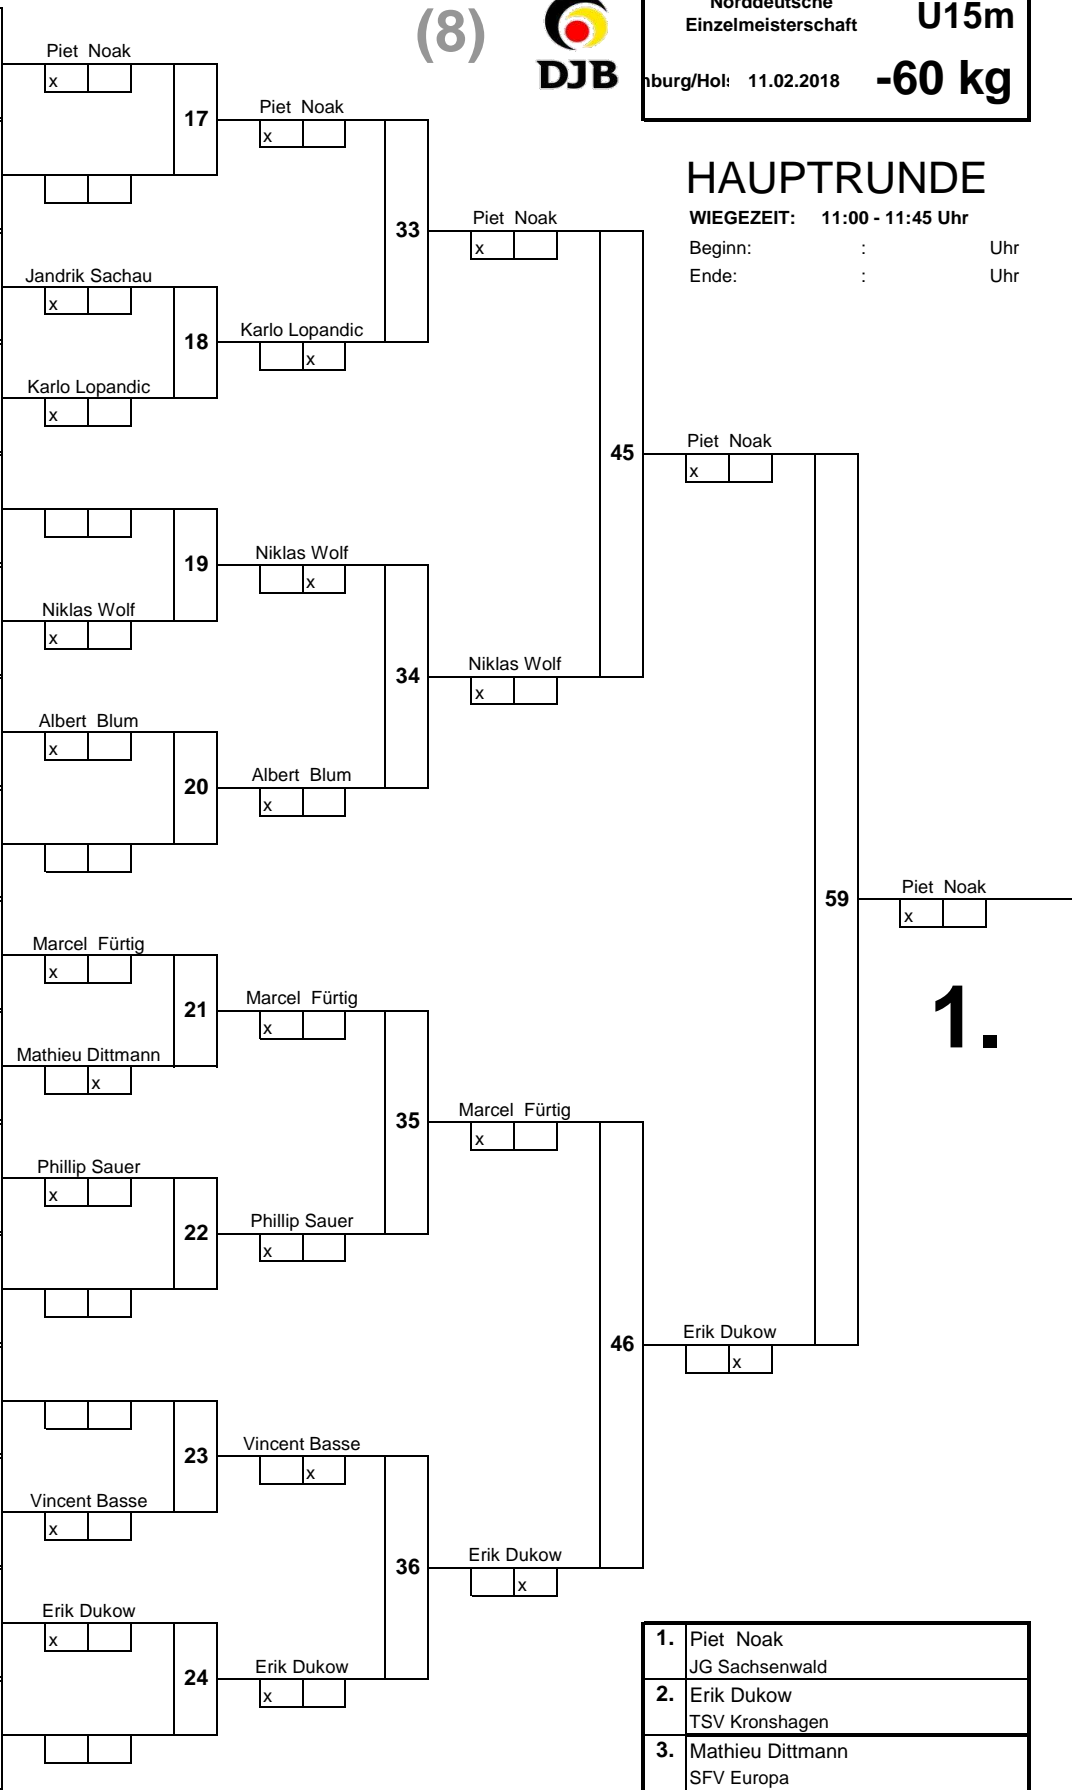 (8)
DJB
Norddeutsche
Einzelmeisterschaft
U15m
11.02.2018
-60 kg
HAUPTRUNDE
WIEGEZEIT: 11:00 - 11:45 Uhr
Beginn: : Uhr
Ende: : Uhr
Piet Noak
x
17
Piet Noak
x
33
Piet Noak
x
Jandrik Sachau
x
18
Karlo Lopandic
x
Karlo Lopandic
x
45
Piet Noak
x
19
Niklas Wolf
x
Niklas Wolf
x
34
Niklas Wolf
x
Albert Blum
x
20
Albert Blum
x
59
Piet Noak
x
1.
Marcel Fürtig
x
21
Marcel Fürtig
x
Mathieu Dittmann
x
35
Marcel Fürtig
x
Phillip Sauer
x
22
Phillip Sauer
x
46
Erik Dukow
x
23
Vincent Basse
x
Vincent Basse
x
36
Erik Dukow
x
Erik Dukow
x
24
Erik Dukow
x
1. Piet Noak
JG Sachsenwald
2. Erik Dukow
TSV Kronshagen
3. Mathieu Dittmann
SFV Europa